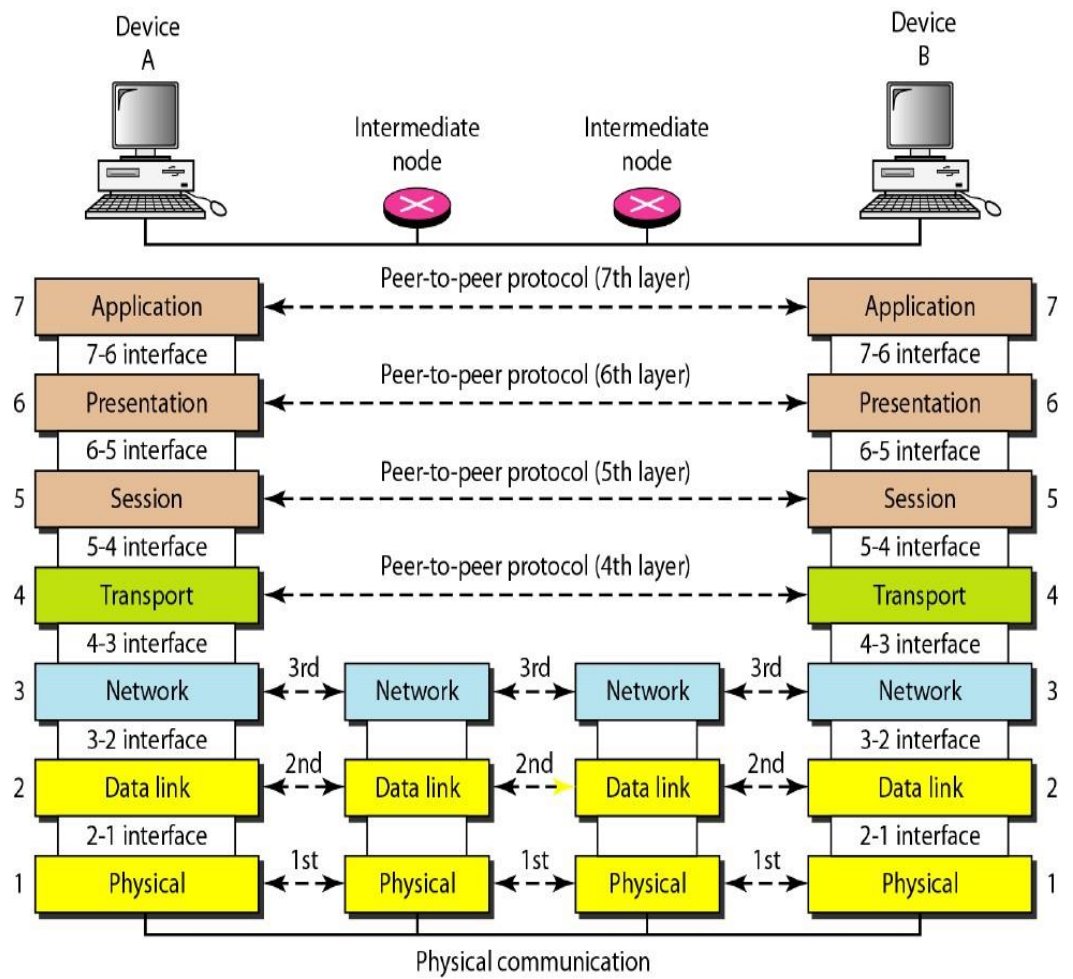 Device
A
Device
B
Intermediate
node
Intermediate
node
Peer-to-peer protocol (7th layer)
7 Application Application 7
7-6 interface 7-6 interface
Peer-to-peer protocol (6th layer)
6 Presentation Presentation 6
6-5 interface 6-5 interface
Peer-to-peer protocol (5th layer)
5 Session Session 5
5-4 interface 5-4 interface
Peer-to-peer protocol (4th layer)
4 Transport Transport 4
4-3 interface 4-3 interface
3rd 3rd 3rd
3 Network Network Network Network 3
3-2 interface 3-2 interface
2nd 2nd 2nd
2 Data link Data link Data link Data link 2
2-1 interface 2-1 interface
1st 1st 1st
1 Physical Physical Physical Physical 1
Physical communication